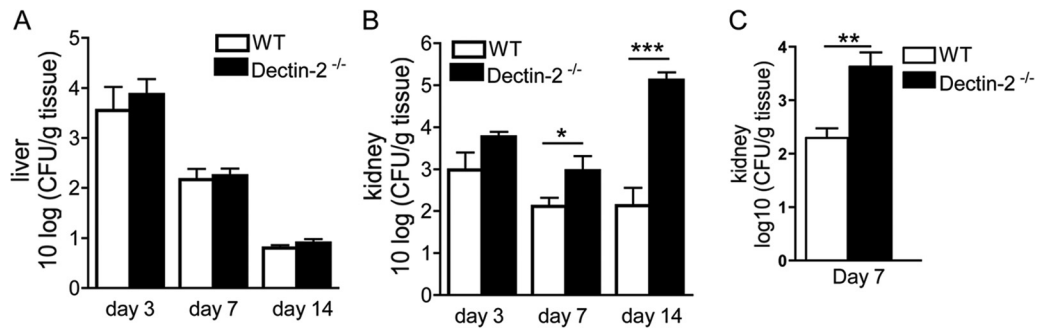 A
liver
10 log (CFU/g tissue)
5
4
3
2
1
0
WT
Dectin-2 -/-
day 3
day 7
day 14
B
kidney
10 log (CFU/g tissue)
6
5
4
3
2
1
0
WT
Dectin-2 -/-
*
***
day 3
day 7
day 14
C
kidney
log10 (CFU/g tissue)
4
3
2
1
0
**
WT
Dectin-2 -/-
Day 7